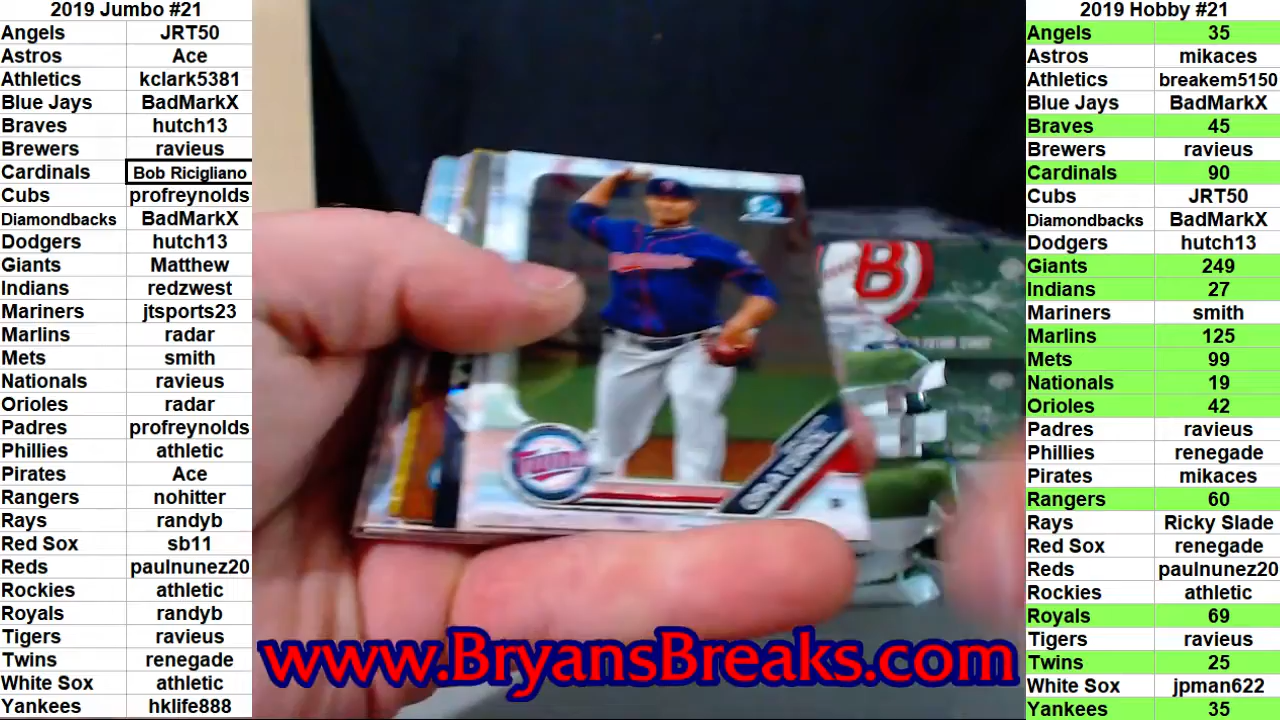 2019 Jumbo #21
Angels JRT50
Astros Ace
Athletics kclark5381
Blue Jays BadMarkX
Braves hutch13
Brewers ravieus
Cardinals Bob Ricigliano
Cubs profreynolds
Diamondbacks BadMarkX
Dodgers hutch13
Giants Matthew
Indians redzwest
Mariners jtsports23
Marlins radar
Mets smith
Nationals ravieus
Orioles radar
Padres profreynolds
Phillies athletic
Pirates Ace
Rangers nohitter
Rays randyb
Red Sox sb11
Reds paulnunez20
Rockies athletic
Royals randyb
Tigers ravieus
Twins renegade
White Sox athletic
Yankees hklife888
B
Twins
www.BryansBreaks.com
2019 Hobby #21
Angels 35
Astros mikaces
Athletics breakem5150
Blue Jays BadMarkX
Braves 45
Brewers ravieus
Cardinals 90
Cubs JRT50
Diamondbacks BadMarkX
Dodgers hutch13
Giants 249
Indians 27
Mariners smith
Marlins 125
Mets 99
Nationals 19
Orioles 42
Padres ravieus
Phillies renegade
Pirates mikaces
Rangers 60
Rays Ricky Slade
Red Sox renegade
Reds paulnunez20
Rockies athletic
Royals 69
Tigers ravieus
Twins 25
White Sox jpman622
Yankees 35